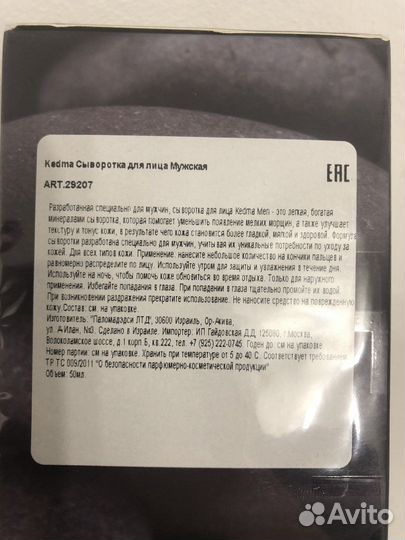 Kedma Сыворотка для лица Мужская
EAC
ART.29207
Разработанная специально для мужчин, сыворотка для лица Kedma Men - это легкая, богатая
минералами сыворотка, которая помогает уменьшить появление мелких морщин, а также улучшает
текстуру и тонус кожи, в результате чего кожа становится более гладкой, мягкой и здоровой. Формула
сыворотки разработана специально для мужчин, учитывая их уникальные потребности по уходу за
кожей. Для всех типов кожи. Применение: нанесите небольшое количество на кончики пальцев и
равномерно распределите по лицу. Используйте утром для защиты и увлажнения в течение дня.
Используйте на ночь, чтобы помочь коже обновиться во время отдыха. Только для наружного
применения. Избегайте попадания в глаза. При попадании в глаза тщательно промойте их водой.
При возникновении раздражения прекратите использование. Не наносите средство на поврежденную
кожу.Состав: см. на упаковке.
Изготовитель: "Паломадэдси ЛТД", 30600 Израиль, Ор-Акива,
ул. А-Илан, №3. Сделано в Израиле. Импортер: ИП Гайдовская Д.Д, 125080, г.Москва,
Волоколамское шоссе, д.1 корп.Б, кв.222, тел. +7 (925) 222-0745. Годен до: см на упаковке
Номер партии: см на упаковке. Хранить при температуре от 5 до 40 С. Соответствует требованиям
ТР ТС 009/2011 "О безопасности парфюмерно-косметической продукции"
Объем: 50мл.
Avito